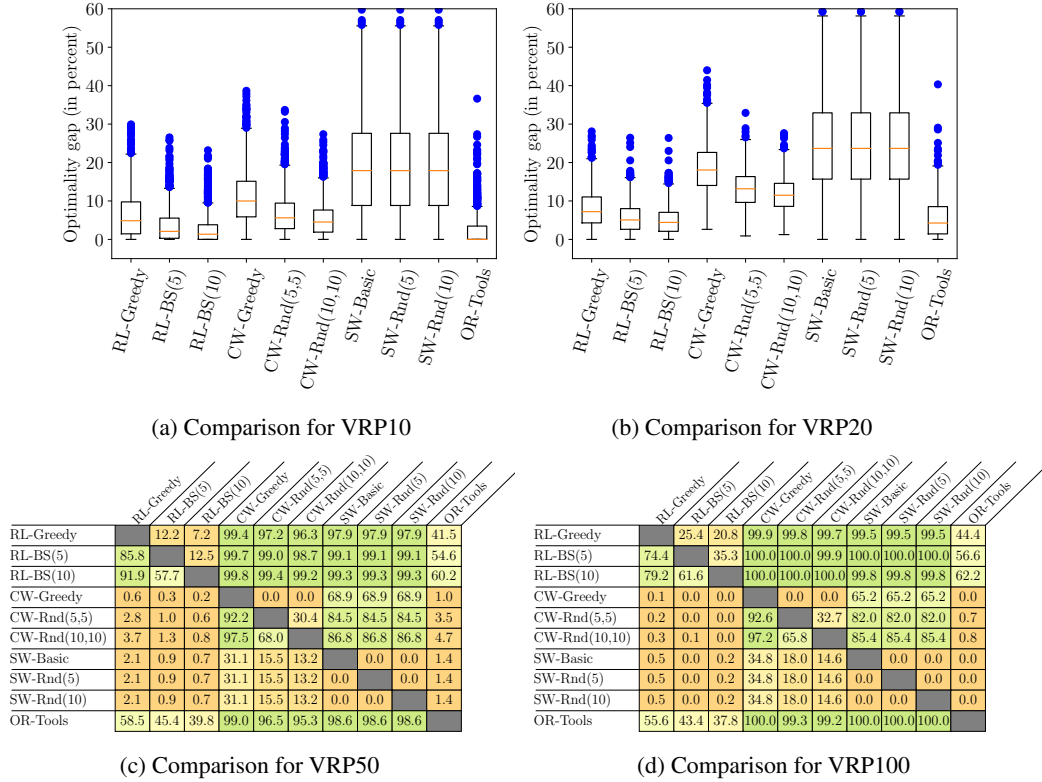 Optimality gap (in percent)
60
50
40
30
20
10
0
RL-Greedy
RL-BS(5)
RL-BS(10)
CW-Greedy
CW-Rnd(5,5)
CW-Rnd(10,10)
SW-Basic
SW-Rnd(5)
SW-Rnd(10)
OR-Tools
(a) Comparison for VRP10
Optimality gap (in percent)
60
50
40
30
20
10
0
RL-Greedy
RL-BS(5)
RL-BS(10)
CW-Greedy
CW-Rnd(5,5)
CW-Rnd(10,10)
SW-Basic
SW-Rnd(5)
SW-Rnd(10)
OR-Tools
(b) Comparison for VRP20
RL-Greedy RL-BS(5) RL-BS(10) CW-Greedy CW-Rnd(5,5) CW-Rnd(10,10) SW-Basic SW-Rnd(5) SW-Rnd(10) OR-Tools
RL-Greedy 12.2 7.2 99.4 97.2 96.3 97.9 97.9 97.9 41.5
RL-BS(5) 85.8 12.5 99.7 99.0 98.7 99.1 99.1 99.1 54.6
RL-BS(10) 91.9 57.7 99.8 99.4 99.2 99.3 99.3 99.3 60.2
CW-Greedy 0.6 0.3 0.2 0.0 0.0 68.9 68.9 68.9 1.0
CW-Rnd(5,5) 2.8 1.0 0.6 92.2 30.4 84.5 84.5 84.5 3.5
CW-Rnd(10,10) 3.7 1.3 0.8 97.5 68.0 86.8 86.8 86.8 4.7
SW-Basic 2.1 0.9 0.7 31.1 15.5 13.2 0.0 0.0 1.4
SW-Rnd(5) 2.1 0.9 0.7 31.1 15.5 13.2 0.0 0.0 1.4
SW-Rnd(10) 2.1 0.9 0.7 31.1 15.5 13.2 0.0 0.0 1.4
OR-Tools 58.5 45.4 39.8 99.0 96.5 95.3 98.6 98.6 98.6
(c) Comparison for VRP50
RL-Greedy RL-BS(5) RL-BS(10) CW-Greedy CW-Rnd(5,5) CW-Rnd(10,10) SW-Basic SW-Rnd(5) SW-Rnd(10) OR-Tools
RL-Greedy 25.4 20.8 99.9 99.8 99.7 99.5 99.5 99.5 44.4
RL-BS(5) 74.4 35.3 100.0 100.0 99.9 100.0 100.0 100.0 56.6
RL-BS(10) 79.2 61.6 100.0 100.0 100.0 99.8 99.8 99.8 62.2
CW-Greedy 0.1 0.0 0.0 0.0 0.0 65.2 65.2 65.2 0.0
CW-Rnd(5,5) 0.2 0.0 0.0 92.6 32.7 82.0 82.0 82.0 0.7
CW-Rnd(10,10) 0.3 0.1 0.0 97.2 65.8 85.4 85.4 85.4 0.8
SW-Basic 0.5 0.0 0.2 34.8 18.0 14.6 0.0 0.0 0.0
SW-Rnd(5) 0.5 0.0 0.2 34.8 18.0 14.6 0.0 0.0 0.0
SW-Rnd(10) 0.5 0.0 0.2 34.8 18.0 14.6 0.0 0.0 0.0
OR-Tools 55.6 43.4 37.8 100.0 99.3 99.2 100.0 100.0 100.0
(d) Comparison for VRP100